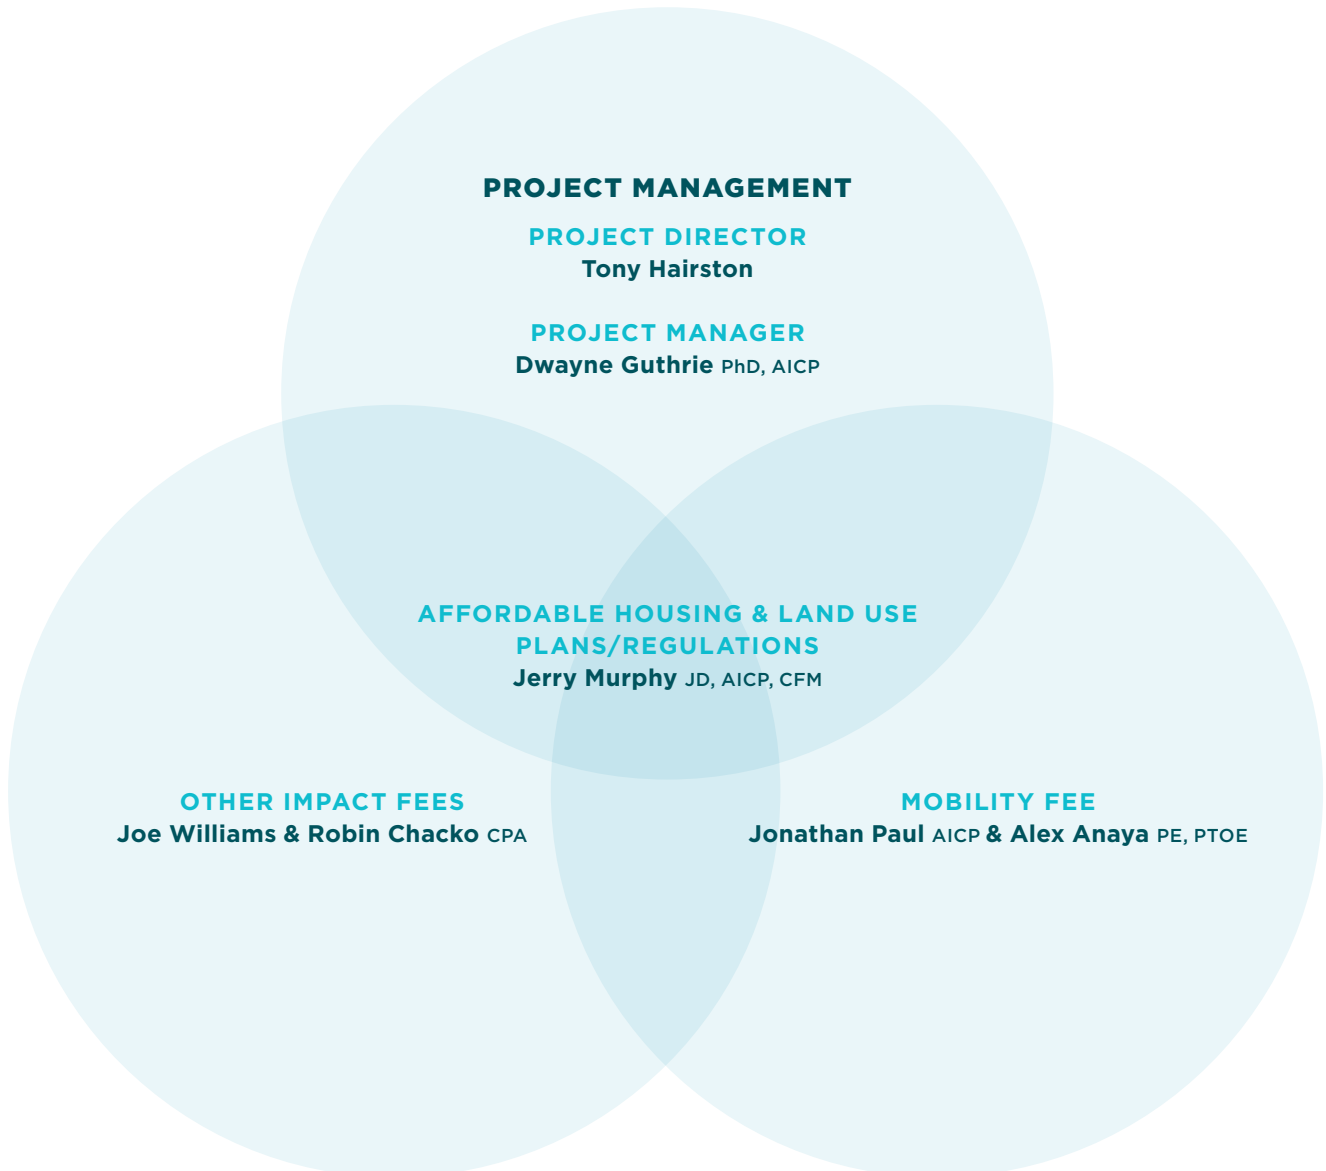 PROJECT MANAGEMENT
PROJECT DIRECTOR
Tony Hairston
PROJECT MANAGER
Dwayne Guthrie PhD, AICP
AFFORDABLE HOUSING & LAND USE
PLANS/REGULATIONS
Jerry Murphy JD, AICP, CFM
OTHER IMPACT FEES
Joe Williams & Robin Chacko CPA
MOBILITY FEE
Jonathan Paul AICP & Alex Anaya PE, PTOE